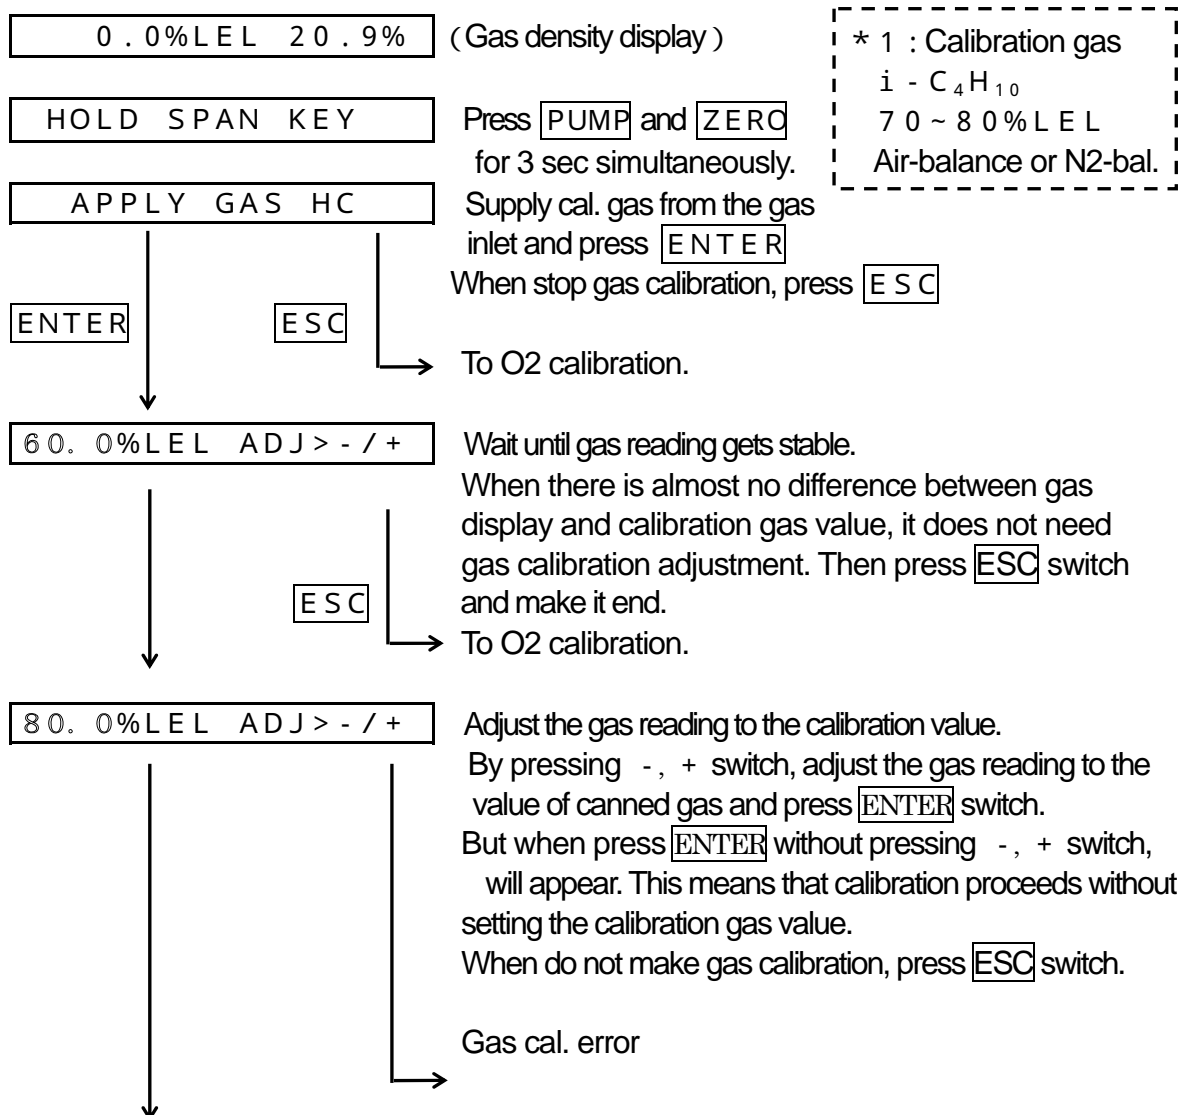 0.0%LEL 20.9%
(Gas density display)
* 1 : Calibration gas
i - C₄H₁₀
70~80%LEL
Air-balance or N2-bal.
HOLD SPAN KEY
Press PUMP and ZERO
for 3 sec simultaneously.
APPLY GAS HC
Supply cal. gas from the gas
inlet and press ENTER
When stop gas calibration, press ESC
ENTER
ESC
To O2 calibration.
60. 0%LEL ADJ>-/+
Wait until gas reading gets stable.
When there is almost no difference between gas
display and calibration gas value, it does not need
gas calibration adjustment. Then press ESC switch
and make it end.
ESC
To O2 calibration.
80. 0%LEL ADJ>-/+
Adjust the gas reading to the calibration value.
By pressing -, + switch, adjust the gas reading to the
value of canned gas and press ENTER switch.
But when press ENTER without pressing -, + switch,
will appear. This means that calibration proceeds without
setting the calibration gas value.
When do not make gas calibration, press ESC switch.
Gas cal. error